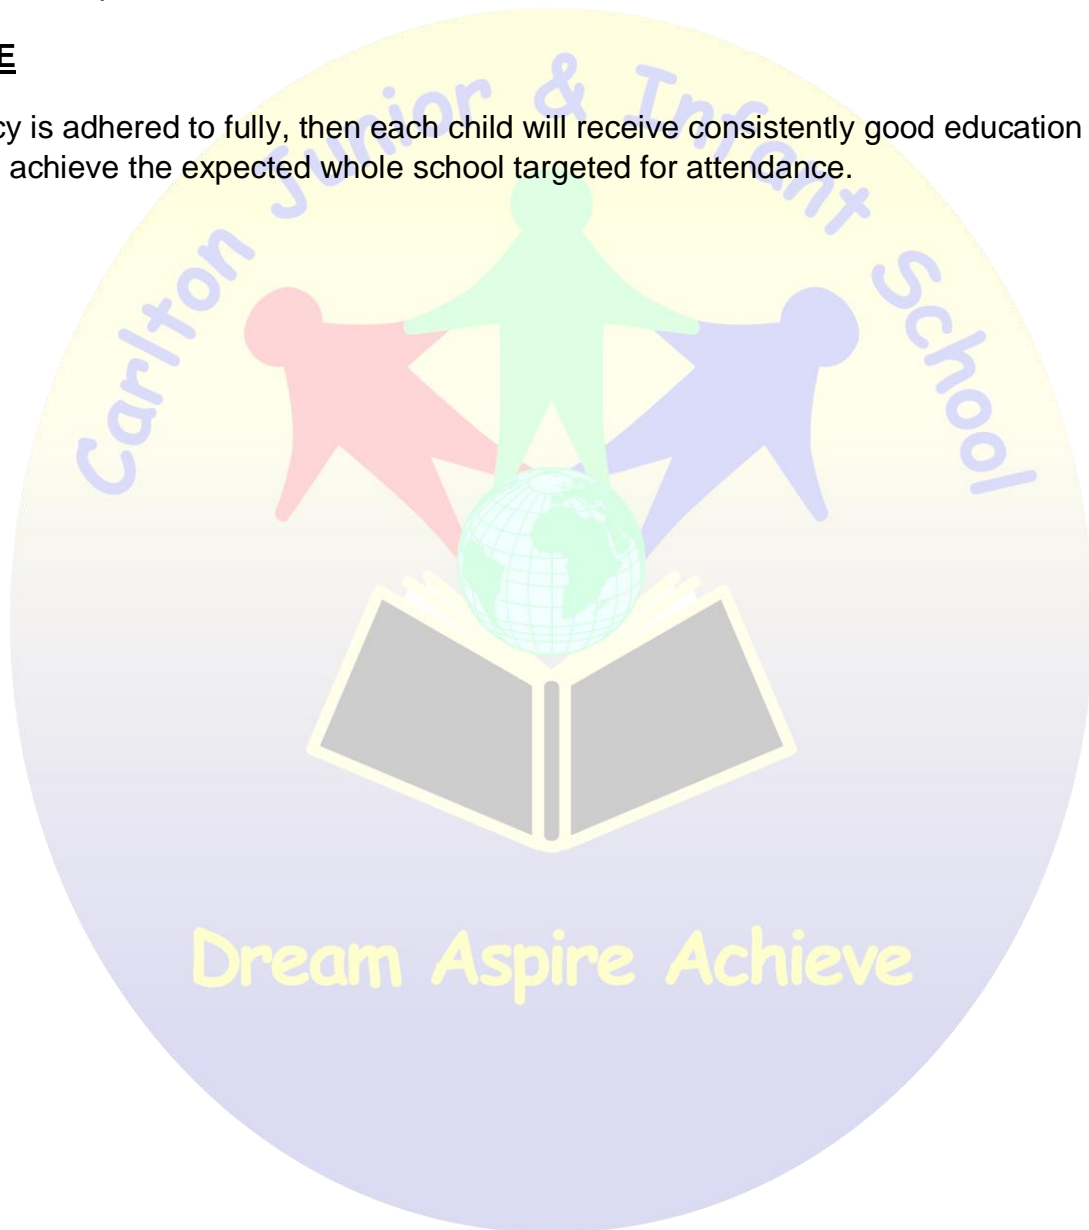 E
cy is adhered to fully, then each child will receive consistently good education
achieve the expected whole school targeted for attendance.
Carlton Junior & Infant School
Dream Aspire Achieve